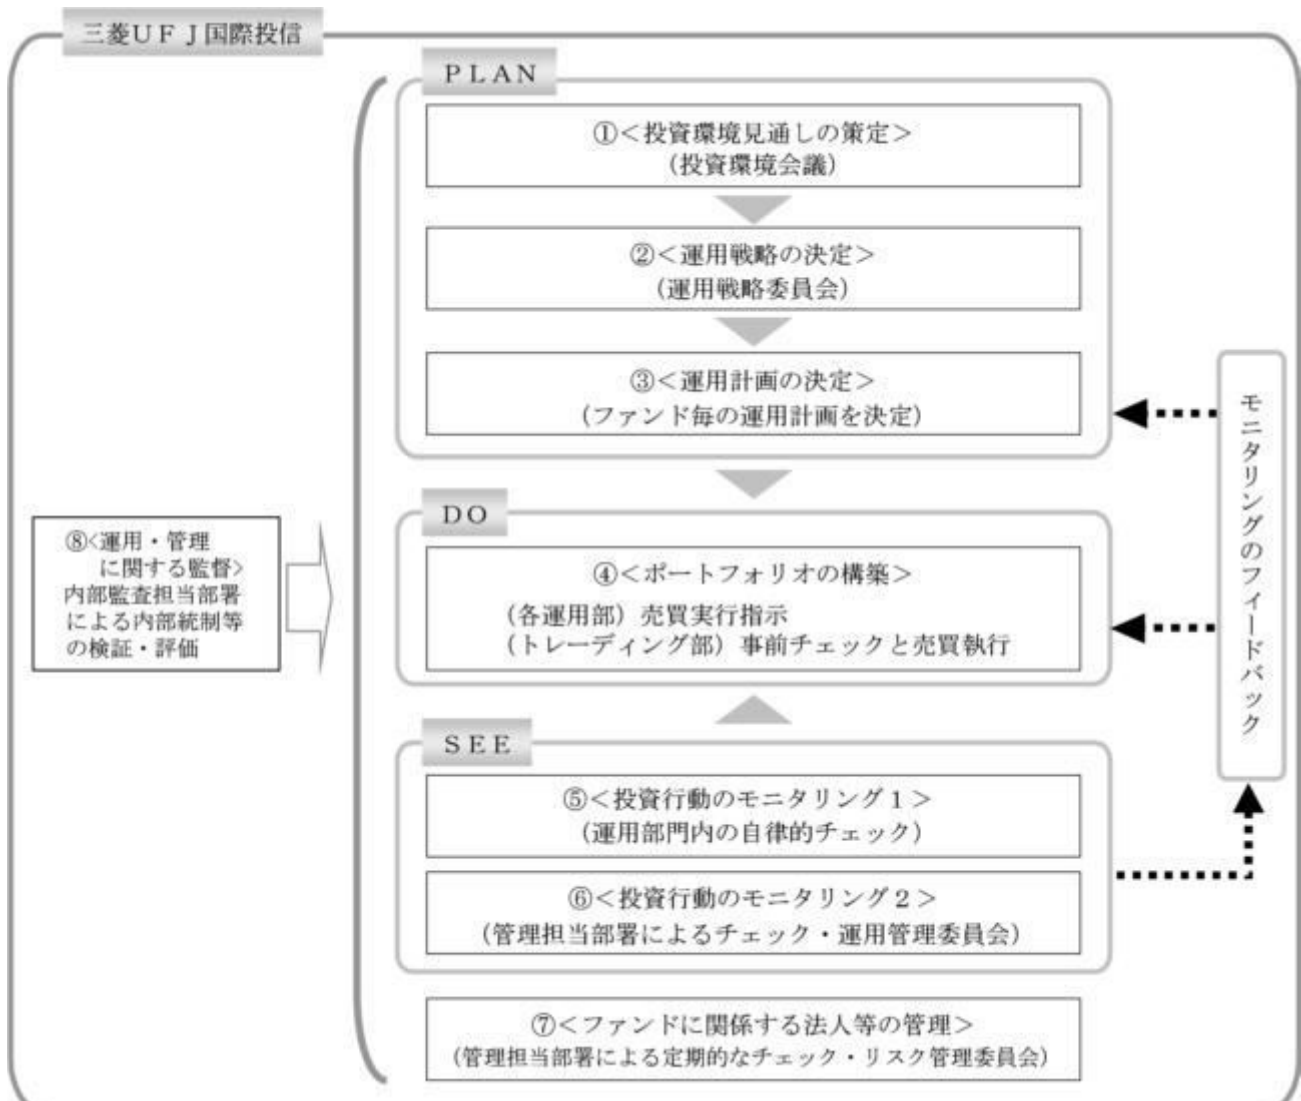 三菱ＵＦＪ国際投信
ＰＬＡＮ
①＜投資環境見通しの策定＞
（投資環境会議）
②＜運用戦略の決定＞
（運用戦略委員会）
③＜運用計画の決定＞
（ファンド毎の運用計画を決定）
ＤＯ
④＜ポートフォリオの構築＞
（各運用部）売買実行指示
（トレーディング部）事前チェックと売買執行
ＳＥＥ
⑤＜投資行動のモニタリング１＞
（運用部門内の自律的チェック）
⑥＜投資行動のモニタリング２＞
（管理担当部署によるチェック・運用管理委員会）
⑦＜ファンドに関係する法人等の管理＞
（管理担当部署による定期的なチェック・リスク管理委員会）
⑧<運用・管理
に関する監督>
内部監査担当部署
による内部統制等
の検証・評価
モニタリングのフィードバック